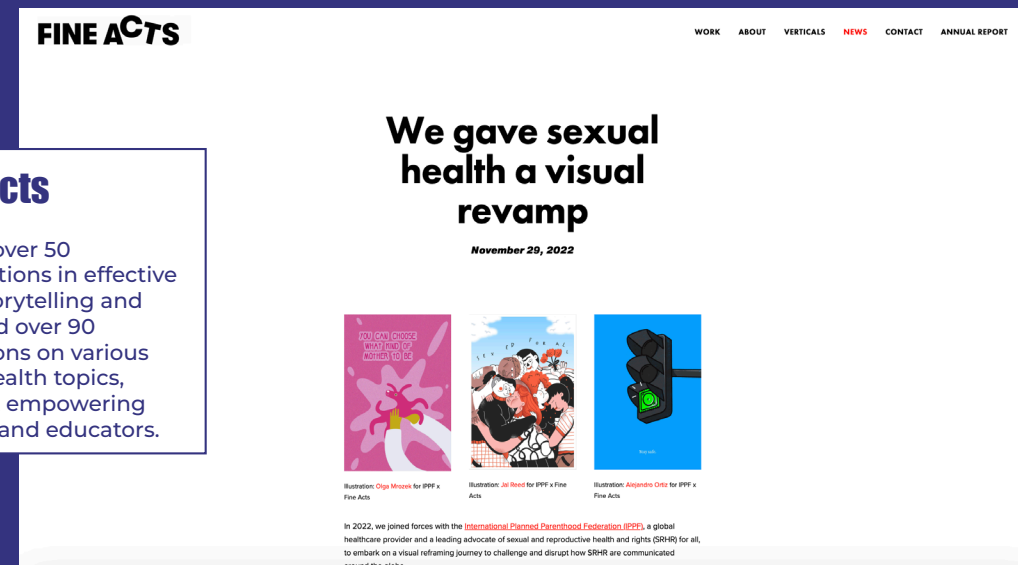 FINE ACTS
WORK ABOUT VERTICALS NEWS CONTACT ANNUAL REPORT
We gave sexual
health a visual
revamp
November 29, 2022
cts
over 50
tions in effective
rytelling and
d over 90
ons on various
ealth topics,
empowering
and educators.
YOU CAN CHOOSE
WHAT KIND OF
MOTHER TO BE
Illustration: Olga Mrozek for IPPF x
Fine Acts
Illustration: Jai Reed for IPPF x Fine
Acts
Illustration: Alejandro Ortiz for IPPF x
Fine Acts
In 2022, we joined forces with the International Planned Parenthood Federation (IPPF), a global
healthcare provider and a leading advocate of sexual and reproductive health and rights (SRHR) for all,
to embark on a visual reframing journey to challenge and disrupt how SRHR are communicated